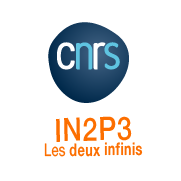 cnrs
IN2P3
Les deux infinis